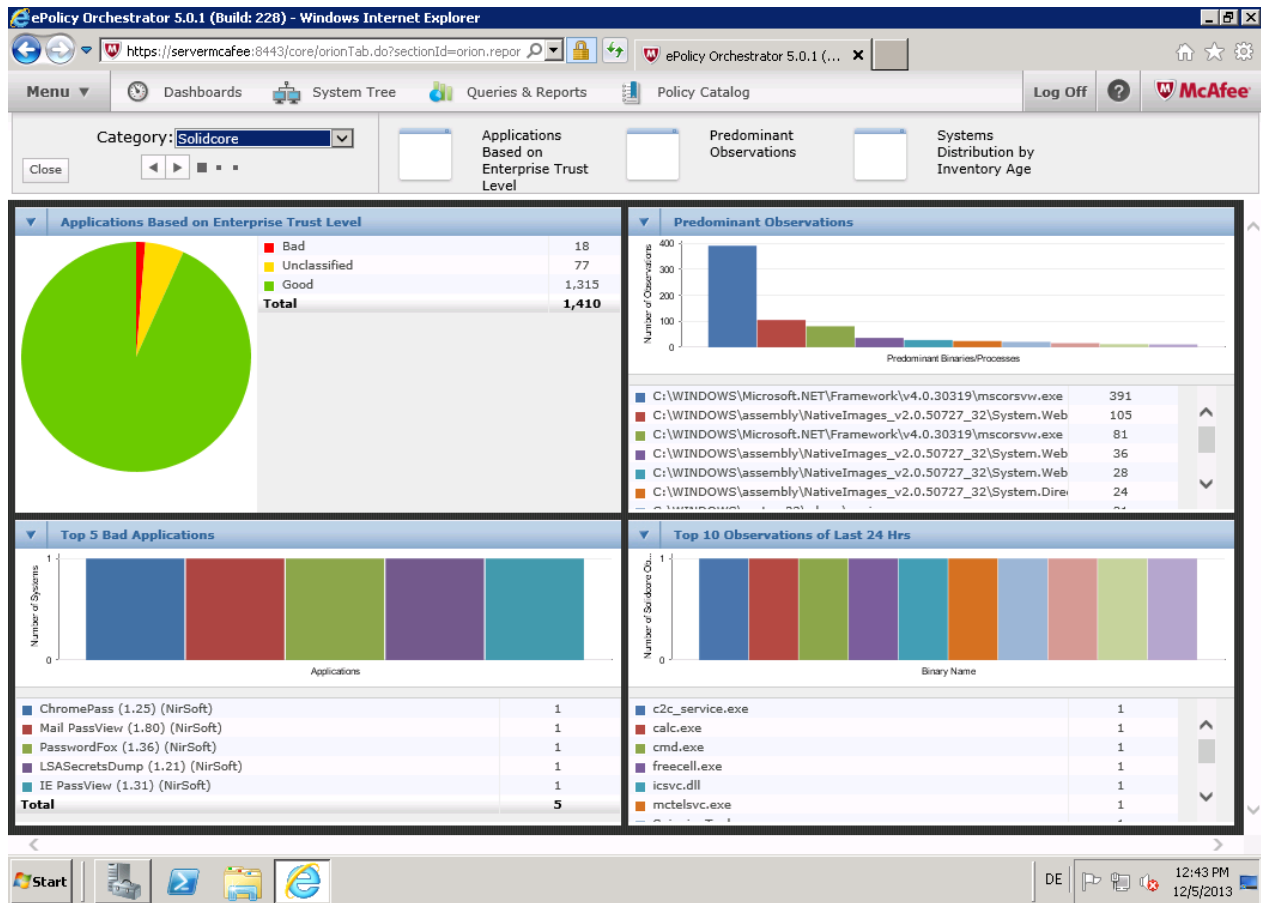 ePolicy Orchestrator 5.0.1 (Build: 228) - Windows Internet Explorer
https://servermcafee:8443/core/orionTab.do?sectionId=orion.repor
ePolicy Orchestrator 5.0.1 (...
Menu
Dashboards
System Tree
Queries & Reports
Policy Catalog
Log Off
McAfee
Category: Solidcore
Close
Applications
Based on
Enterprise Trust
Level
Predominant
Observations
Systems
Distribution by
Inventory Age
Applications Based on Enterprise Trust Level
Bad 18
Unclassified 77
Good 1,315
Total 1,410
Predominant Observations
Number of Observations
400
300
200
100
0
Predominant Binaries/Processes
C:\WINDOWS\Microsoft.NET\Framework\v4.0.30319\mscorsvw.exe 391
C:\WINDOWS\assembly\NativeImages_v2.0.50727_32\System.Web 105
C:\WINDOWS\Microsoft.NET\Framework\v4.0.30319\mscorsvw.exe 81
C:\WINDOWS\assembly\NativeImages_v2.0.50727_32\System.Web 36
C:\WINDOWS\assembly\NativeImages_v2.0.50727_32\System.Web 28
C:\WINDOWS\assembly\NativeImages_v2.0.50727_32\System.Dire 24
Top 5 Bad Applications
Number of Systems
1
0
Applications
ChromePass (1.25) (NirSoft) 1
Mail PassView (1.80) (NirSoft) 1
PasswordFox (1.36) (NirSoft) 1
LSASecretsDump (1.21) (NirSoft) 1
IE PassView (1.31) (NirSoft) 1
Total 5
Top 10 Observations of Last 24 Hrs
Number of Solidcore Ob...
1
0
Binary Name
c2c_service.exe 1
calc.exe 1
cmd.exe 1
freecell.exe 1
icsvc.dll 1
mctelsvc.exe 1
Start
DE
12:43 PM
12/5/2013